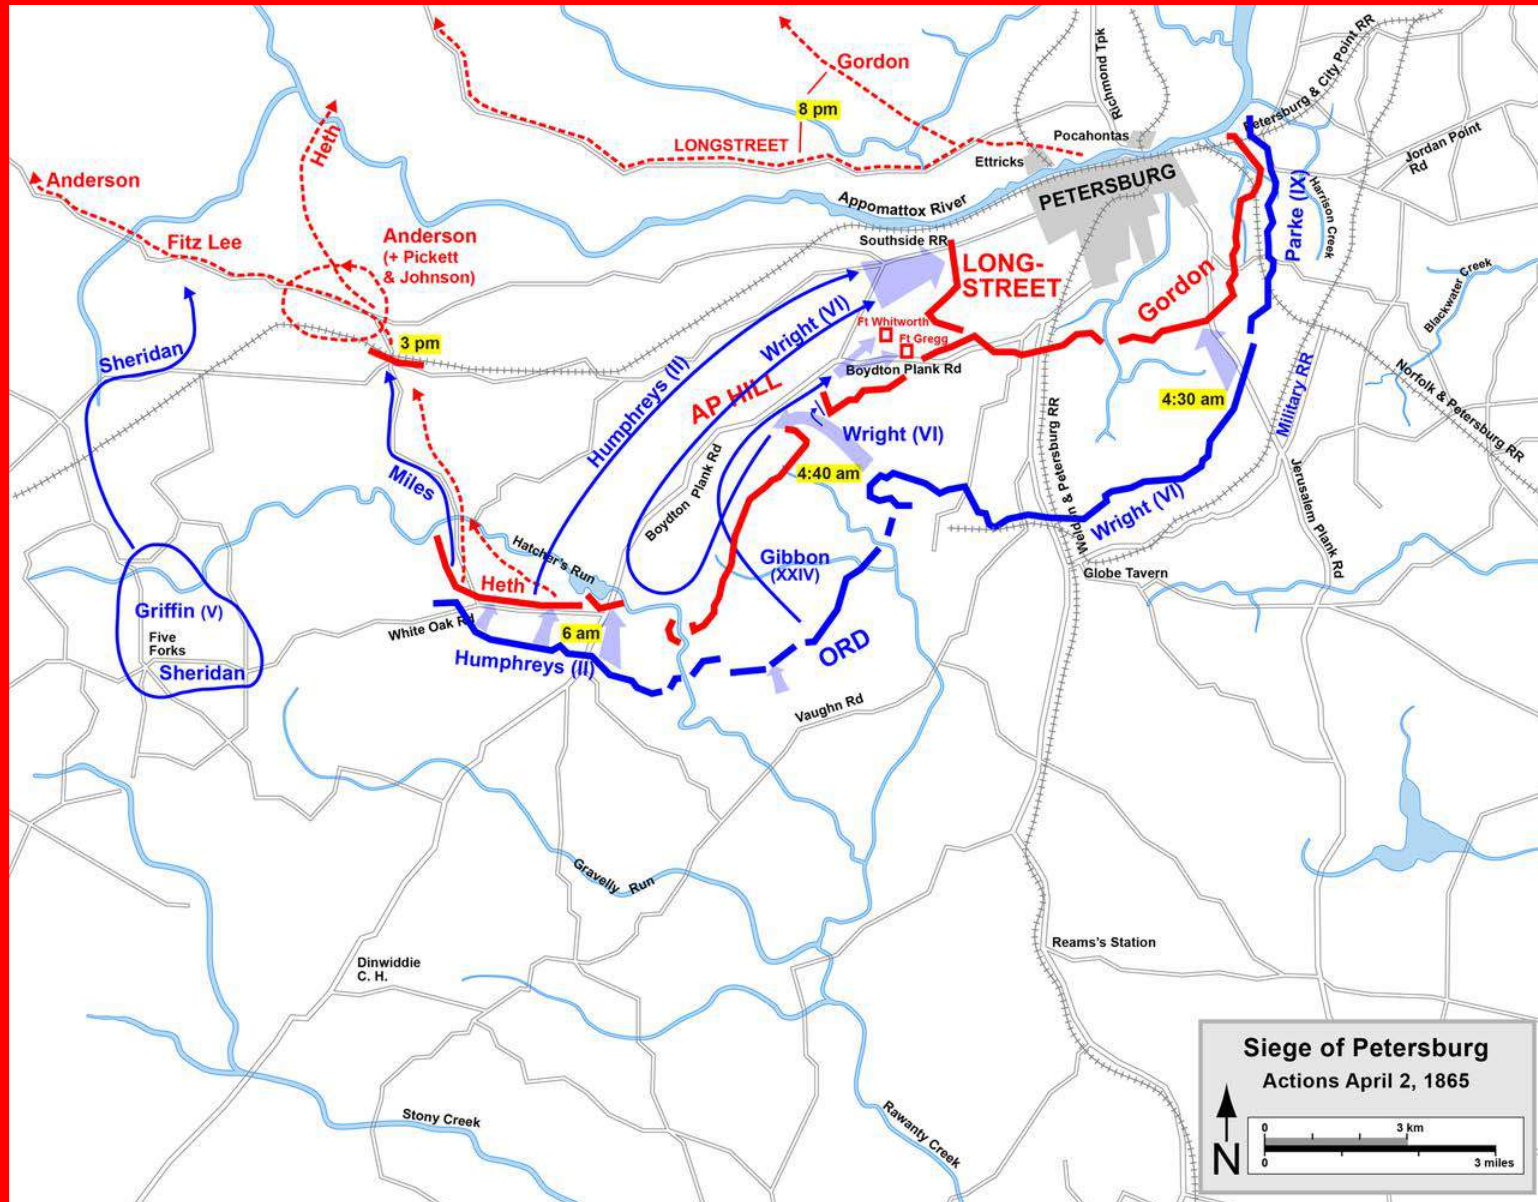 Gordon
8 pm
LONGSTREET
Richmond Tpk
Petersburg & City Point RR
Pocahontas
Ettricks
PETERSBURG
Jordan Point
Rd
Harrison Creek
Parke (IX)
Heth
Anderson
Fitz Lee
Anderson
(+ Pickett
& Johnson)
Appomattox River
Southside RR
LONG-
STREET
Gordon
Blackwater Creek
Sheridan
3 pm
Ft Whitworth
Ft Gregg
Boydton Plank Rd
Wright (VI)
Humphreys (II)
AP HILL
Wright (VI)
4:30 am
Military RR
Norfolk & Petersburg RR
Miles
4:40 am
Boydton Plank Rd
Weldon & Petersburg RR
Wright (VI)
Jerusalem Plank Rd
Hatcher's Run
Gibbon
(XXIV)
Globe Tavern
Heth
Griffin (V)
Five
Forks
Sheridan
White Oak Rd
6 am
Humphreys (II)
ORD
Vaughn Rd
Gravelly Run
Dinwiddie
C. H.
Reams's Station
Stony Creek
Rawanty Creek
Siege of Petersburg
Actions April 2, 1865
N
0
3 km
0
3 miles